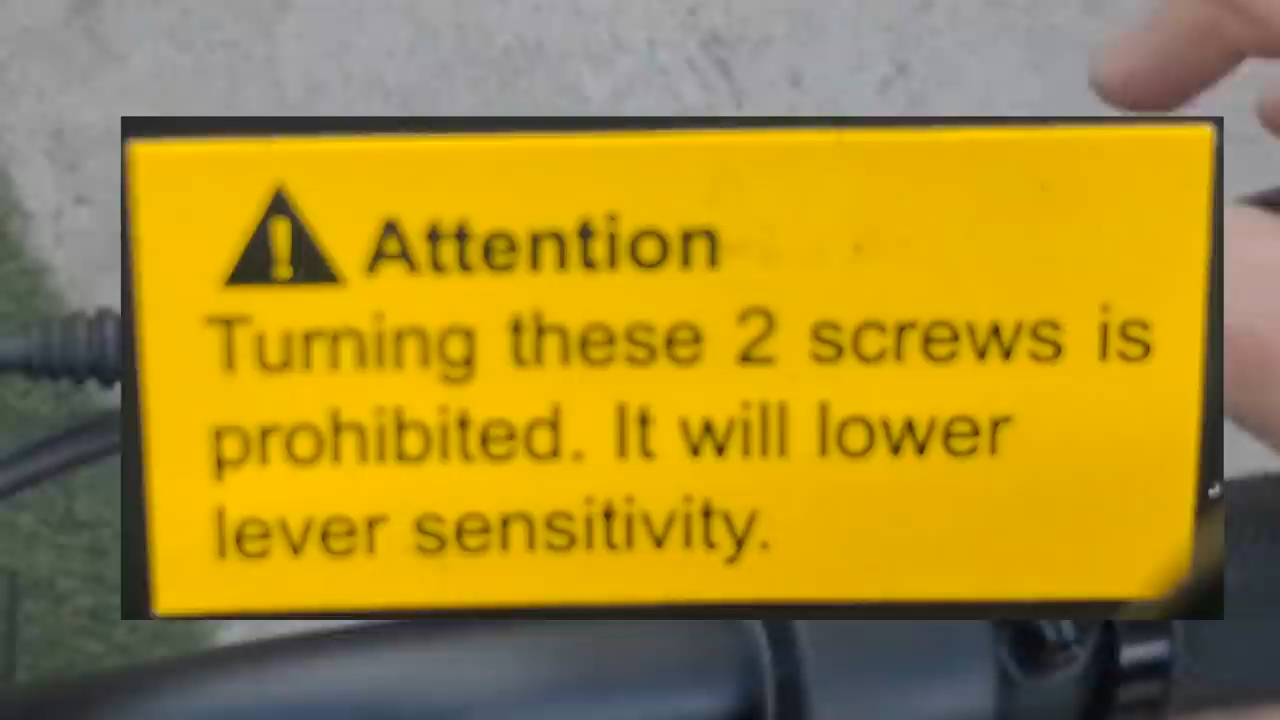 Attention
Turning these 2 screws is
prohibited. It will lower
lever sensitivity.